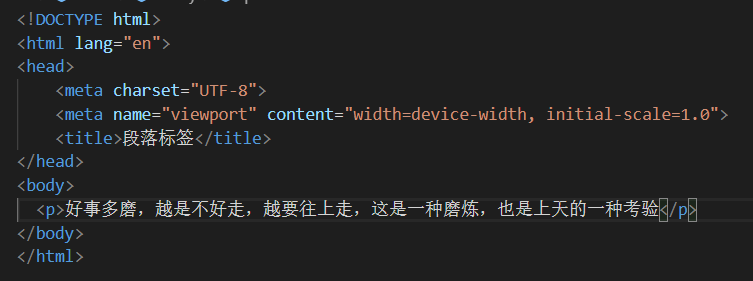 <!DOCTYPE html>
<html lang="en">
<head>
    <meta charset="UTF-8">
    <meta name="viewport" content="width=device-width, initial-scale=1.0">
    <title>段落标签</title>
</head>
<body>
  <p>好事多磨，越是不好走，越要往上走，这是一种磨炼，也是上天的一种考验</p>
</body>
</html>